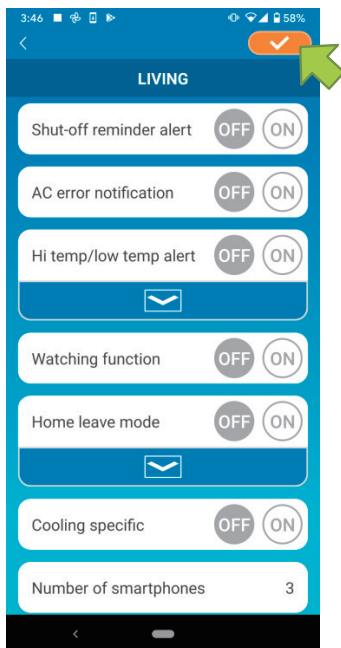 3:46 58%
LIVING
Shut-off reminder alert OFF ON
AC error notification OFF ON
Hi temp/low temp alert OFF ON
Watching function OFF ON
Home leave mode OFF ON
Cooling specific OFF ON
Number of smartphones 3